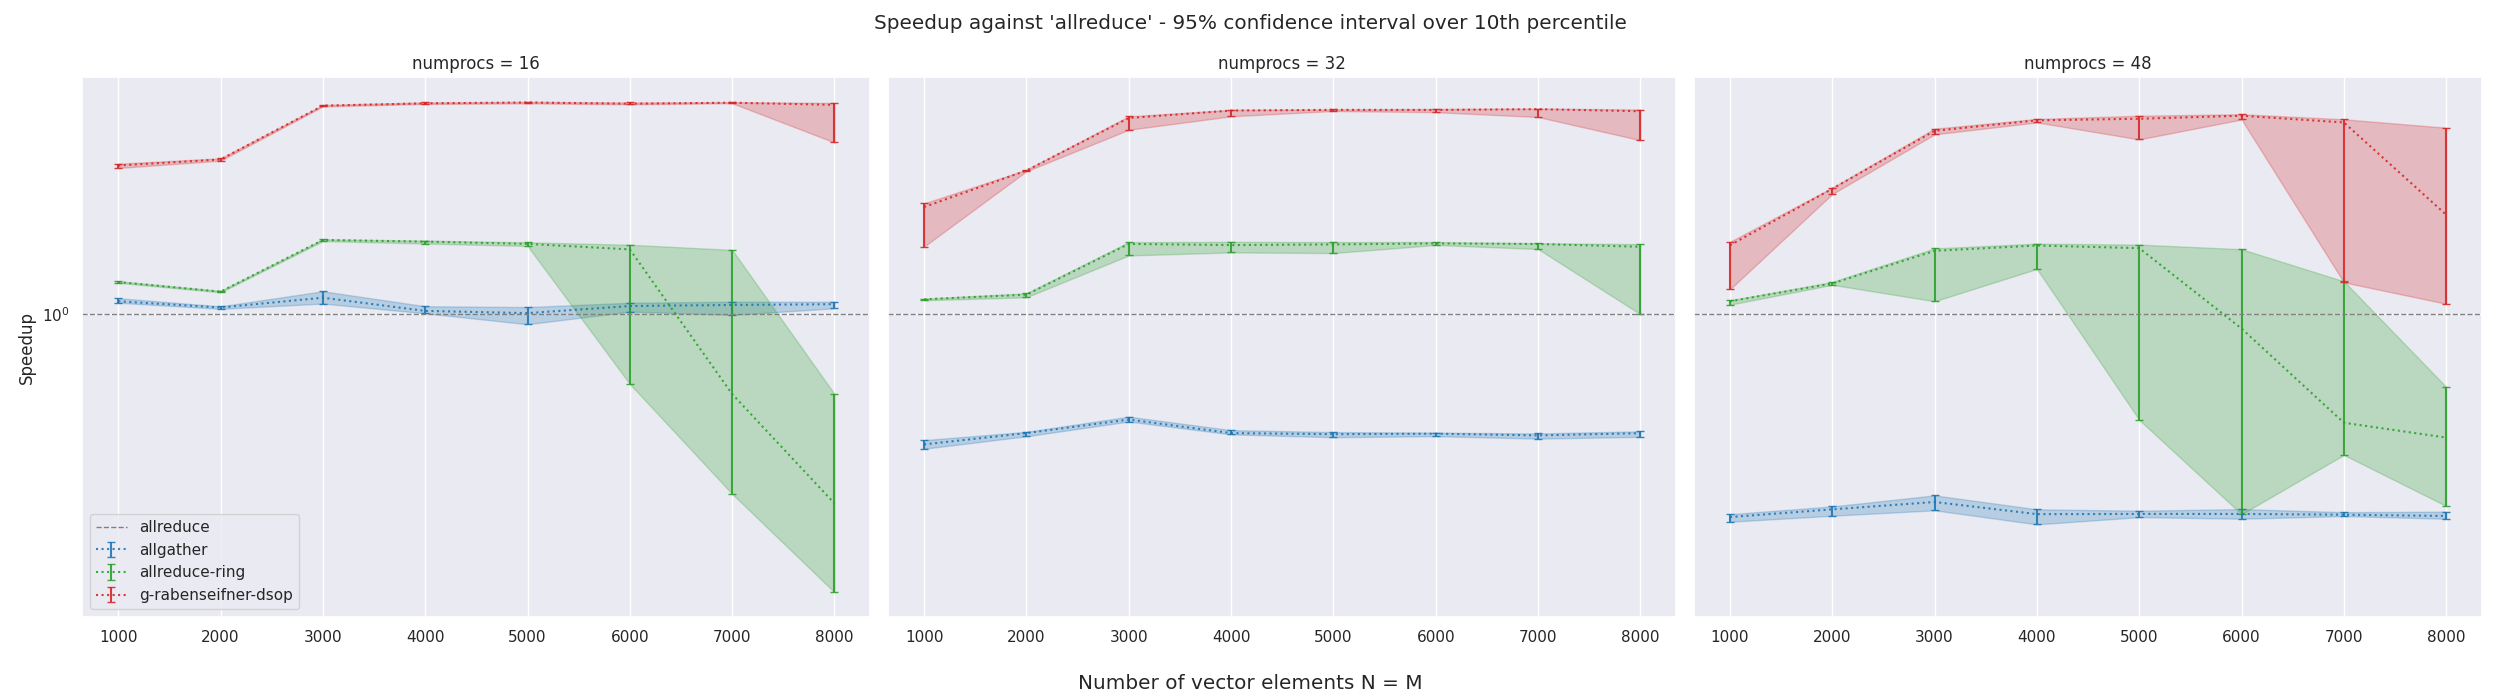 Speedup against 'allreduce' - 95% confidence interval over 10th percentile
numprocs = 16
numprocs = 32
numprocs = 48
Speedup
10⁰
allreduce
allgather
allreduce-ring
g-rabenseifner-dsop
1000 2000 3000 4000 5000 6000 7000 8000
1000 2000 3000 4000 5000 6000 7000 8000
1000 2000 3000 4000 5000 6000 7000 8000
Number of vector elements N = M